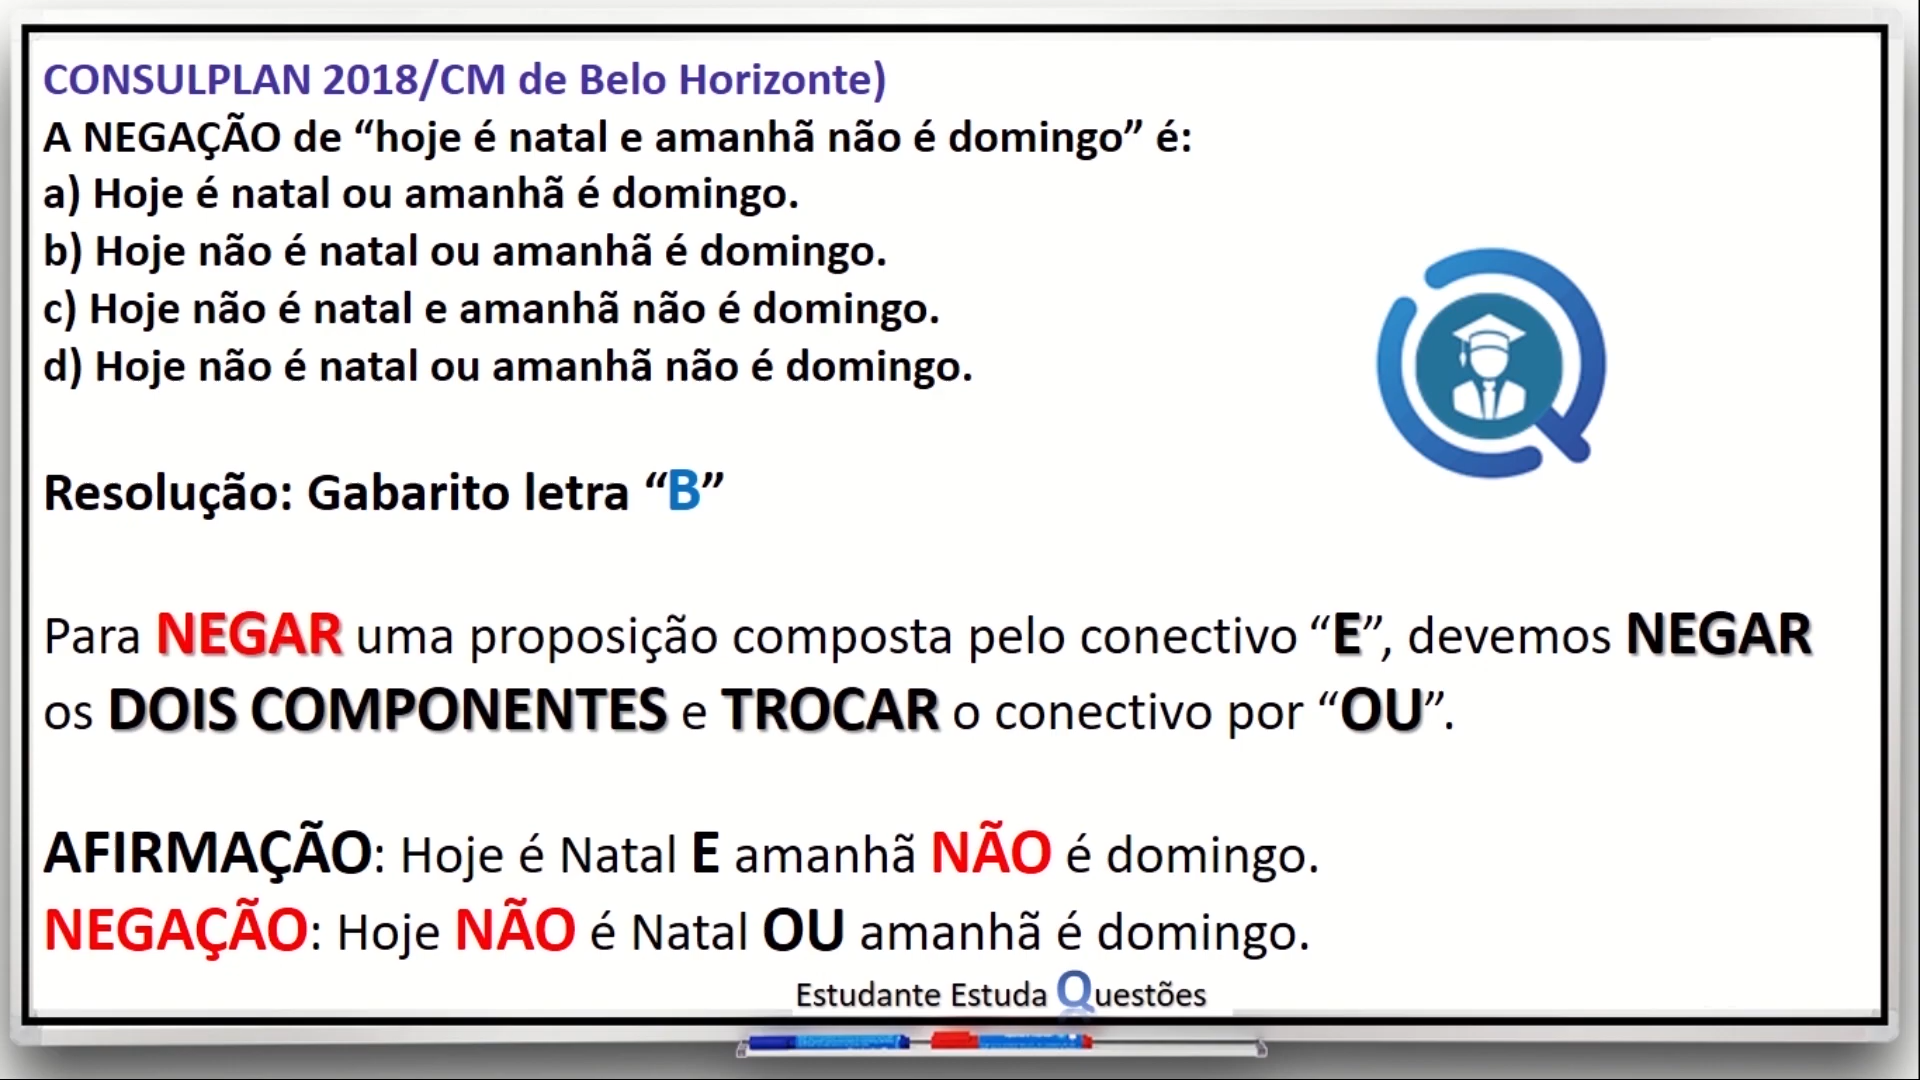 CONSULPLAN 2018/CM de Belo Horizonte)
A NEGAÇÃO de “hoje é natal e amanhã não é domingo” é:
a) Hoje é natal ou amanhã é domingo.
b) Hoje não é natal ou amanhã é domingo.
c) Hoje não é natal e amanhã não é domingo.
d) Hoje não é natal ou amanhã não é domingo.
Resolução: Gabarito letra “B”
Para NEGAR uma proposição composta pelo conectivo “E”, devemos NEGAR
os DOIS COMPONENTES e TROCAR o conectivo por “OU”.
AFIRMAÇÃO: Hoje é Natal E amanhã NÃO é domingo.
NEGAÇÃO: Hoje NÃO é Natal OU amanhã é domingo.
Estudante Estuda Questões